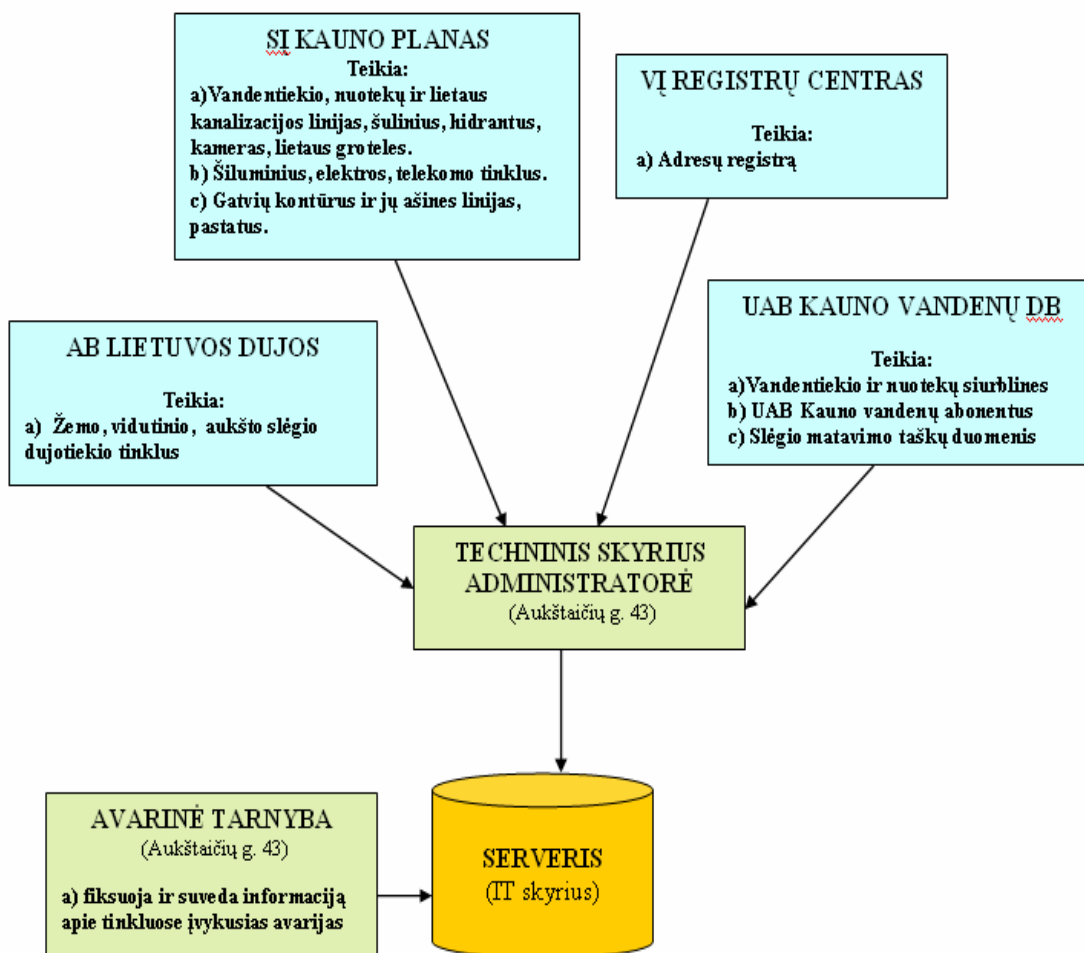 SĮ KAUNO PLANAS
Teikia:
a)Vandentiekio, nuotekų ir lietaus
kanalizacijos linijas, šulinius, hidrantus,
kameras, lietaus groteles.
b) Šiluminius, elektros, telekomo tinklus.
c) Gatvių kontūrus ir jų ašines linijas,
pastatus.
VĮ REGISTRŲ CENTRAS
Teikia:
a) Adresų registrą
AB LIETUVOS DUJOS
Teikia:
a) Žemo, vidutinio, aukšto slėgio
dujotiekio tinklus
UAB KAUNO VANDENŲ DB
Teikia:
a)Vandentiekio ir nuotekų siurblines
b) UAB Kauno vandenų abonentus
c) Slėgio matavimo taškų duomenis
TECHNINIS SKYRIUS
ADMINISTRATORĖ
(Aukštaičių g. 43)
AVARINĖ TARNYBA
(Aukštaičių g. 43)
a) fiksuoja ir suveda informaciją
apie tinkluose įvykusias avarijas
SERVERIS
(IT skyrius)